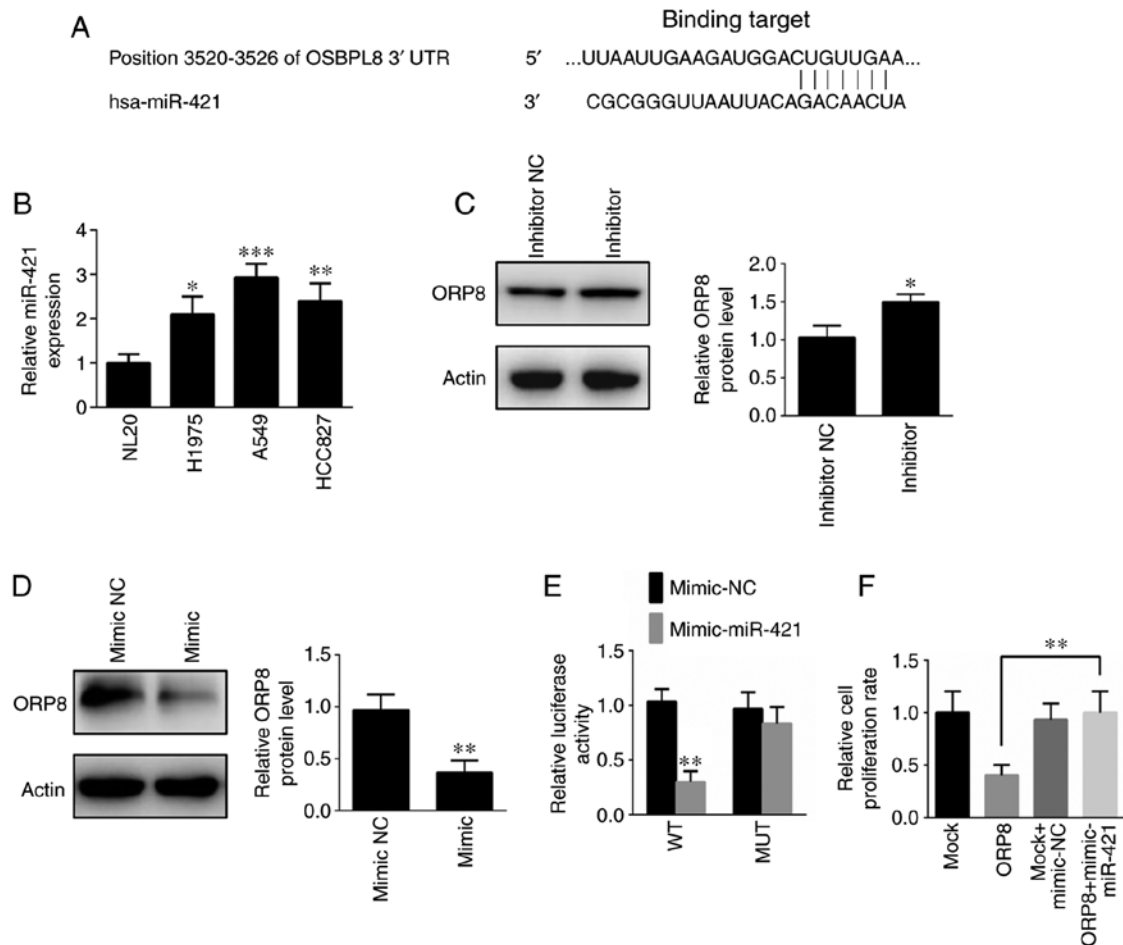 A
Binding target
Position 3520-3526 of OSBPL8 3′ UTR 5′ ...UUAAUUGAAGAUGGACUGUUGAA...
hsa-miR-421 3′ CGCGGGUUAAUUACAGACAACUA
B
Relative miR-421
expression
4
3
2
1
0
*
***
**
NL20
H1975
A549
HCC827
C
Inhibitor NC
Inhibitor
ORP8
Actin
Relative ORP8
protein level
2.0
1.5
1.0
0.5
0.0
*
Inhibitor NC
Inhibitor
D
Mimic NC
Mimic
ORP8
Actin
Relative ORP8
protein level
1.5
1.0
0.5
0.0
**
Mimic NC
Mimic
E
Mimic-NC
Mimic-miR-421
Relative luciferase
activity
1.5
1.0
0.5
0.0
**
WT
MUT
F
Relative cell
proliferation rate
1.5
1.0
0.5
0.0
**
Mock
ORP8
Mock+
mimic-NC
ORP8+mimic-
miR-421